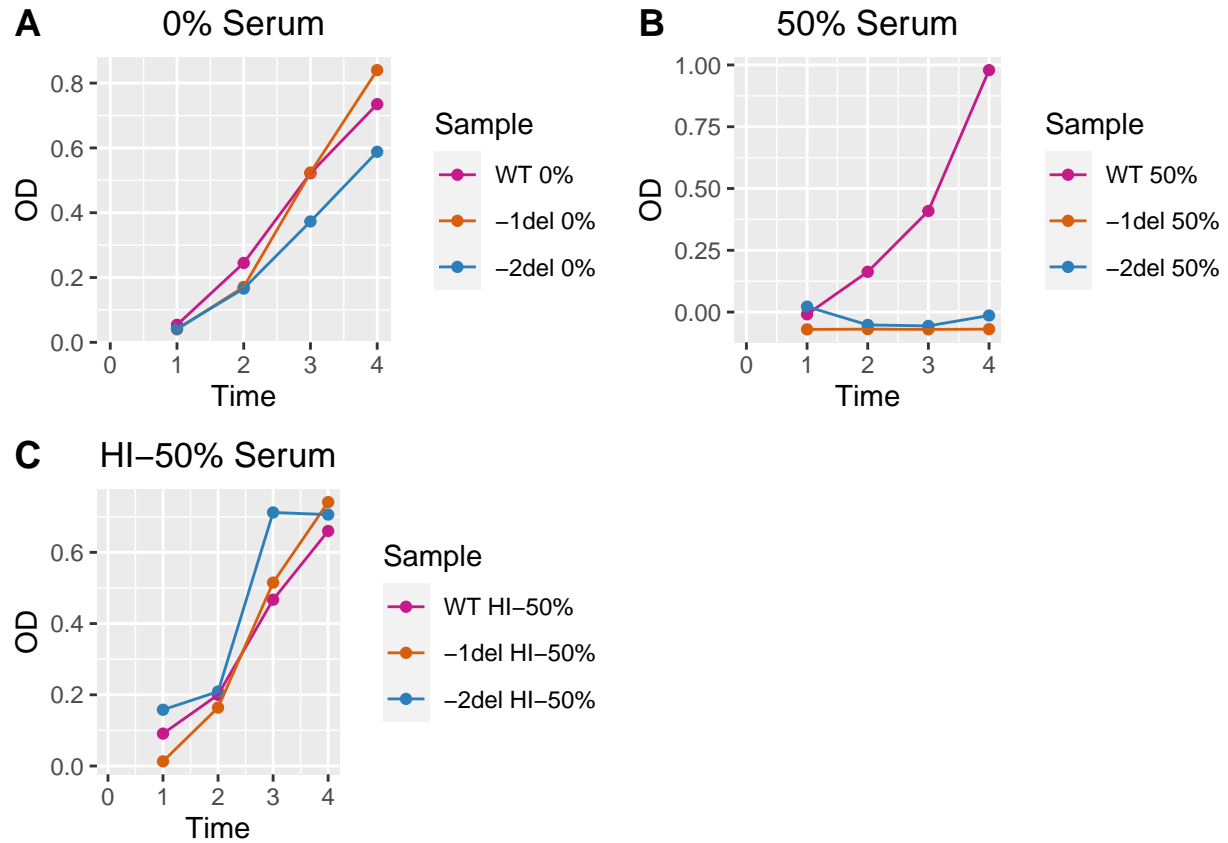 A 0% Serum
0.8
0.6
0.4
0.2
0.0
OD
0 1 2 3 4
Time
Sample
WT 0%
−1del 0%
−2del 0%
B 50% Serum
1.00
0.75
0.50
0.25
0.00
OD
0 1 2 3 4
Time
Sample
WT 50%
−1del 50%
−2del 50%
C HI−50% Serum
0.6
0.4
0.2
0.0
OD
0 1 2 3 4
Time
Sample
WT HI−50%
−1del HI−50%
−2del HI−50%